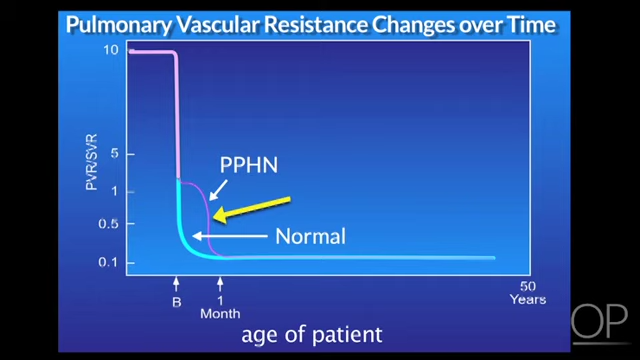 Pulmonary Vascular Resistance Changes over Time
10
5
PVR/SVR
1
0.5
0.1
PPHN
Normal
B
1
Month
50
Years
age of patient
OP